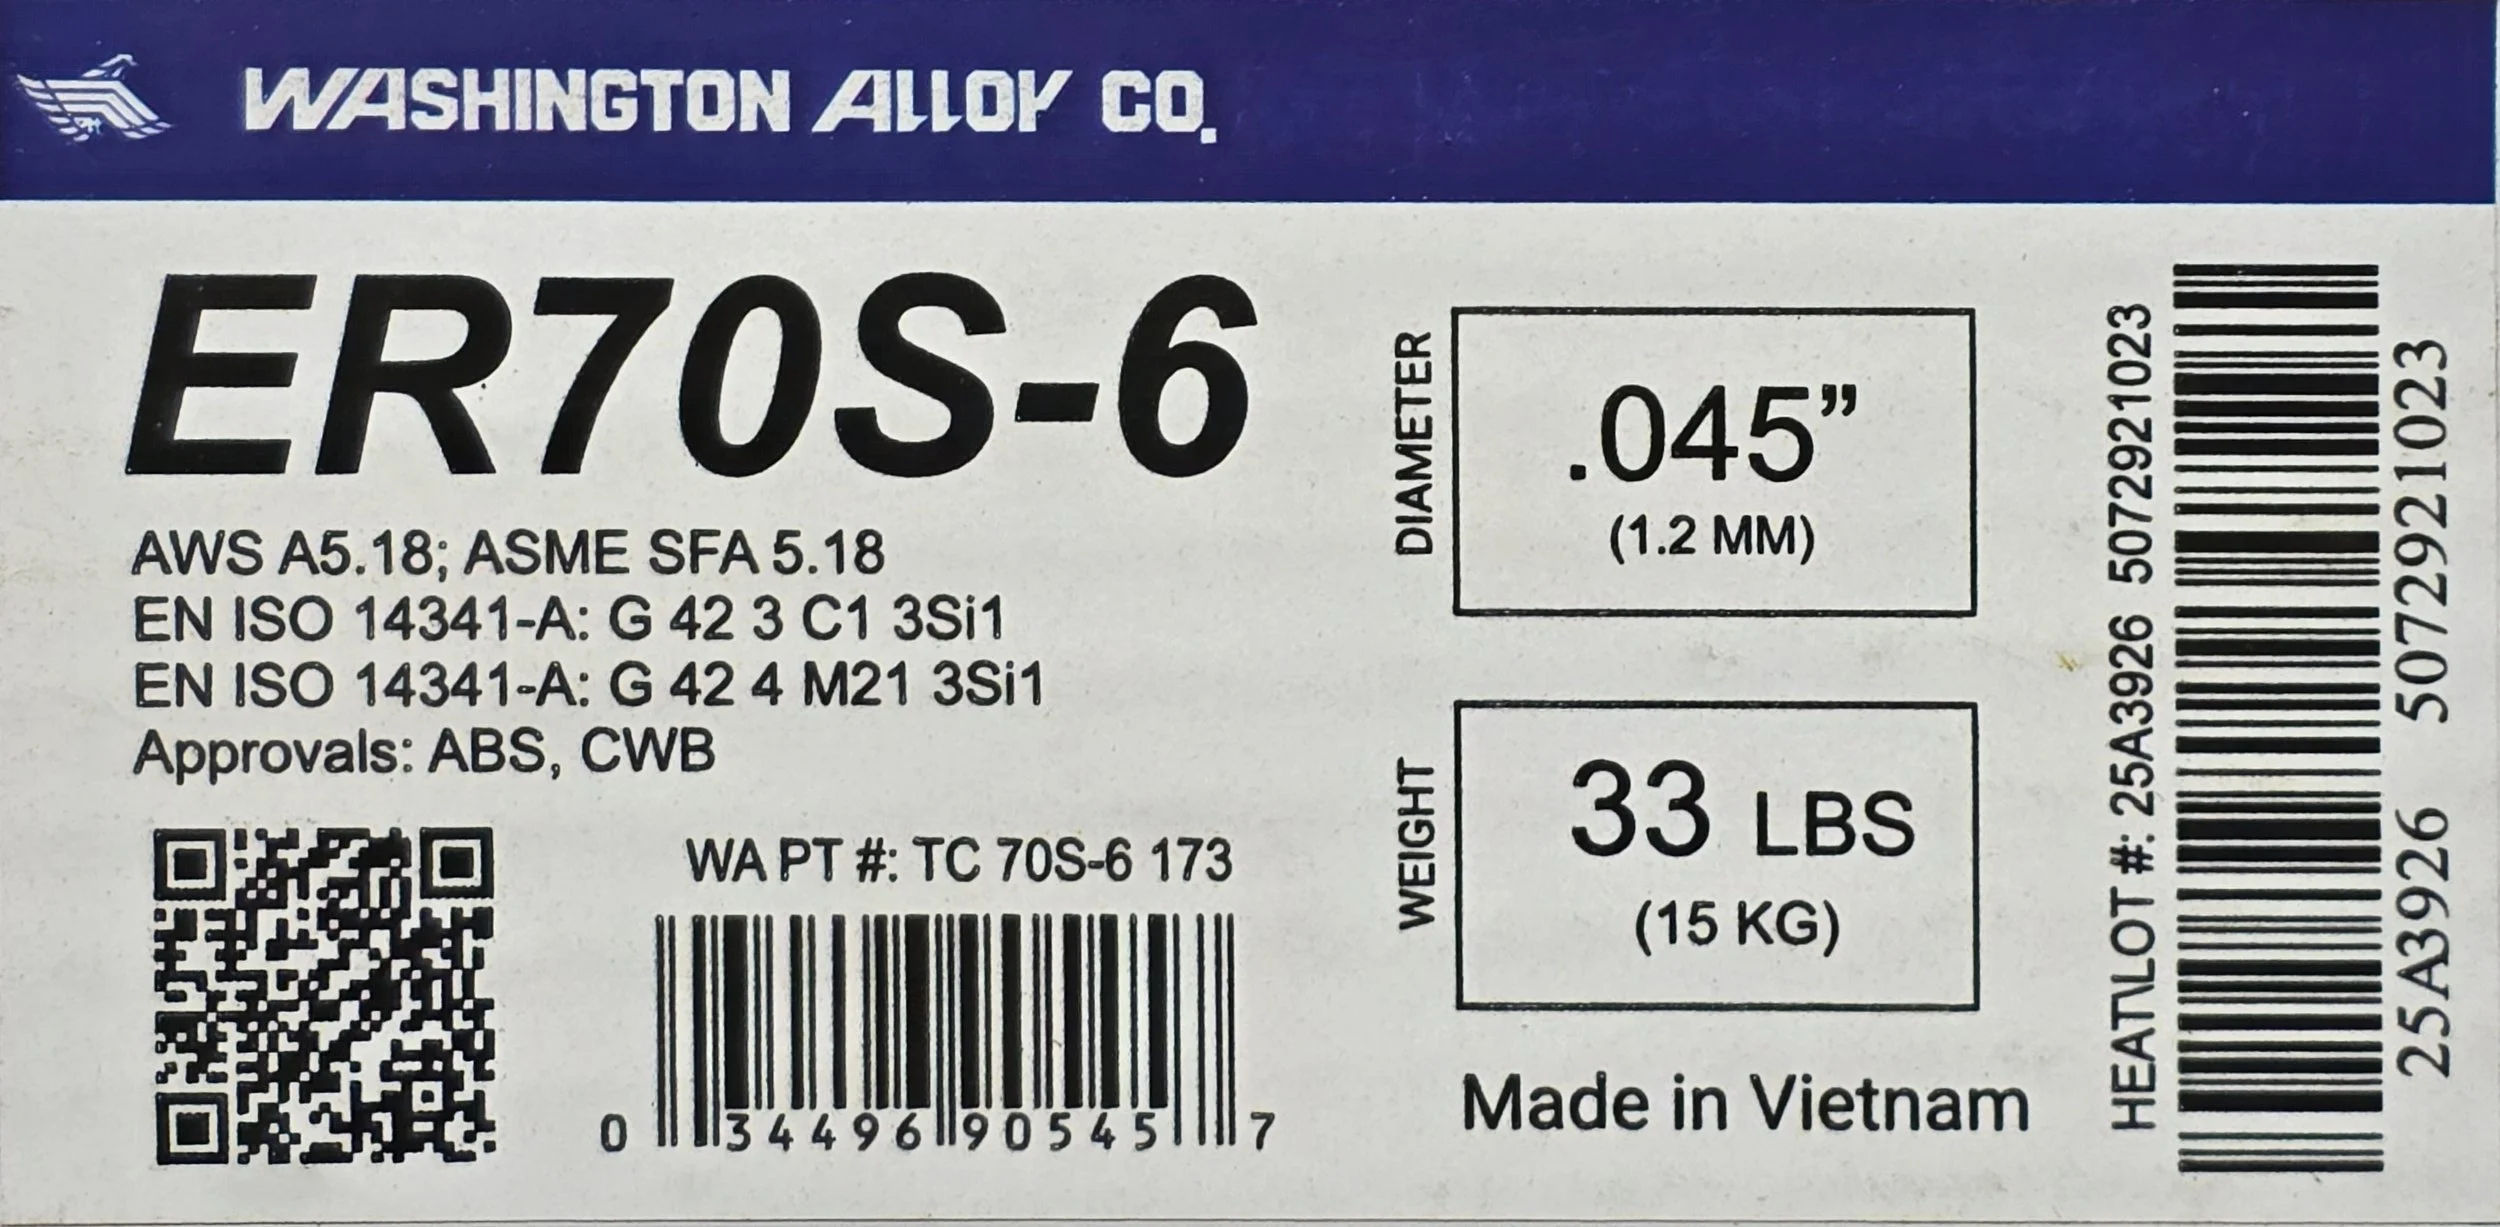 WASHINGTON ALLOY CO.
ER70S-6
AWS A5.18; ASME SFA 5.18
EN ISO 14341-A: G 42 3 C1 3Si1
EN ISO 14341-A: G 42 4 M21 3Si1
Approvals: ABS, CWB
WA PT #: TC 70S-6 173
0 34496 90545 7
DIAMETER
.045”
(1.2 MM)
WEIGHT
33 LBS
(15 KG)
Made in Vietnam
HEAT\LOT #: 25A3926 5072921023
25A3926 5072921023